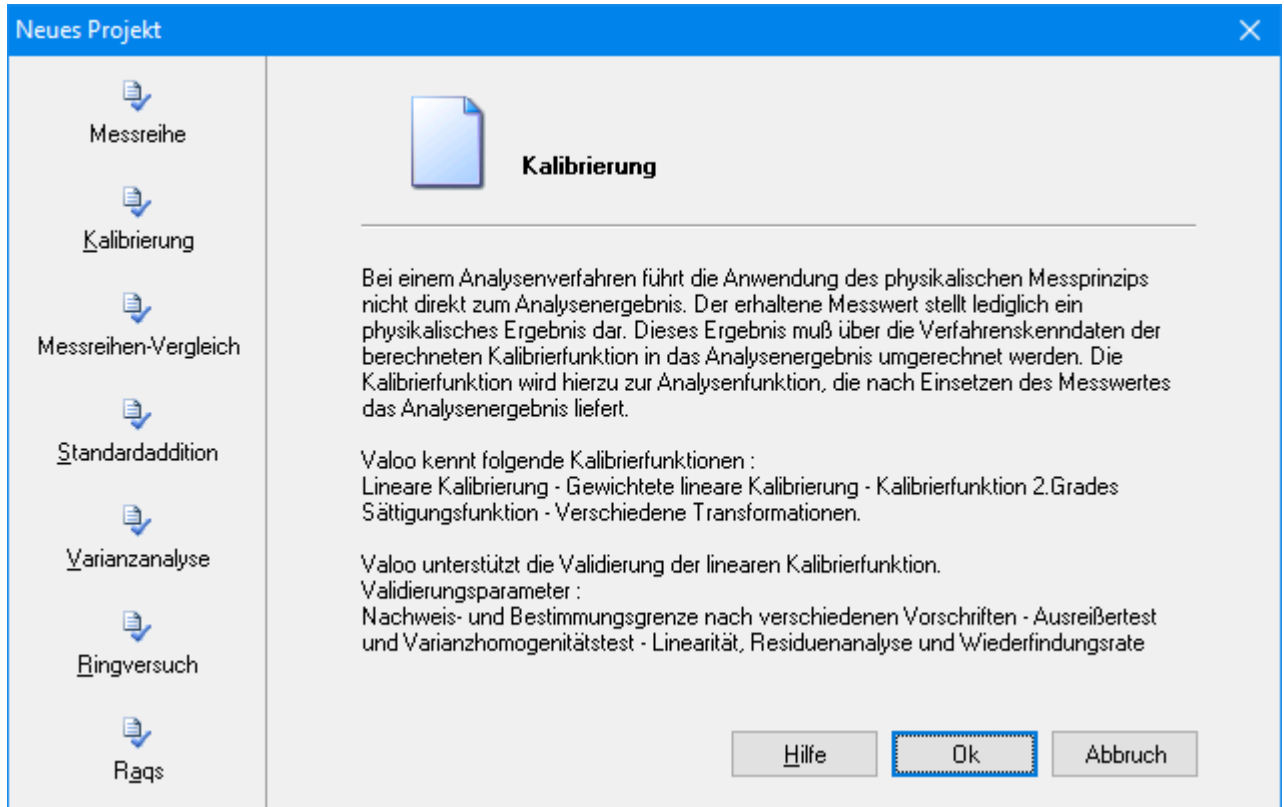 Neues Projekt
Messreihe
Kalibrierung
Messreihen-Vergleich
Standardaddition
Varianzanalyse
Ringversuch
Raqs
Kalibrierung
Bei einem Analysenverfahren führt die Anwendung des physikalischen Messprinzips
nicht direkt zum Analysenergebnis. Der erhaltene Messwert stellt lediglich ein
physikalisches Ergebnis dar. Dieses Ergebnis muß über die Verfahrenskenndaten der
berechneten Kalibrierfunktion in das Analysenergebnis umgerechnet werden. Die
Kalibrierfunktion wird hierzu zur Analysenfunktion, die nach Einsetzen des Messwertes
das Analysenergebnis liefert.
Valoo kennt folgende Kalibrierfunktionen :
Lineare Kalibrierung - Gewichtete lineare Kalibrierung - Kalibrierfunktion 2.Grades
Sättigungsfunktion - Verschiedene Transformationen.
Valoo unterstützt die Validierung der linearen Kalibrierfunktion.
Validierungsparameter :
Nachweis- und Bestimmungsgrenze nach verschiedenen Vorschriften - Ausreißertest
und Varianzhomogenitätstest - Linearität, Residuenanalyse und Wiederfindungsrate
Hilfe
Ok
Abbruch